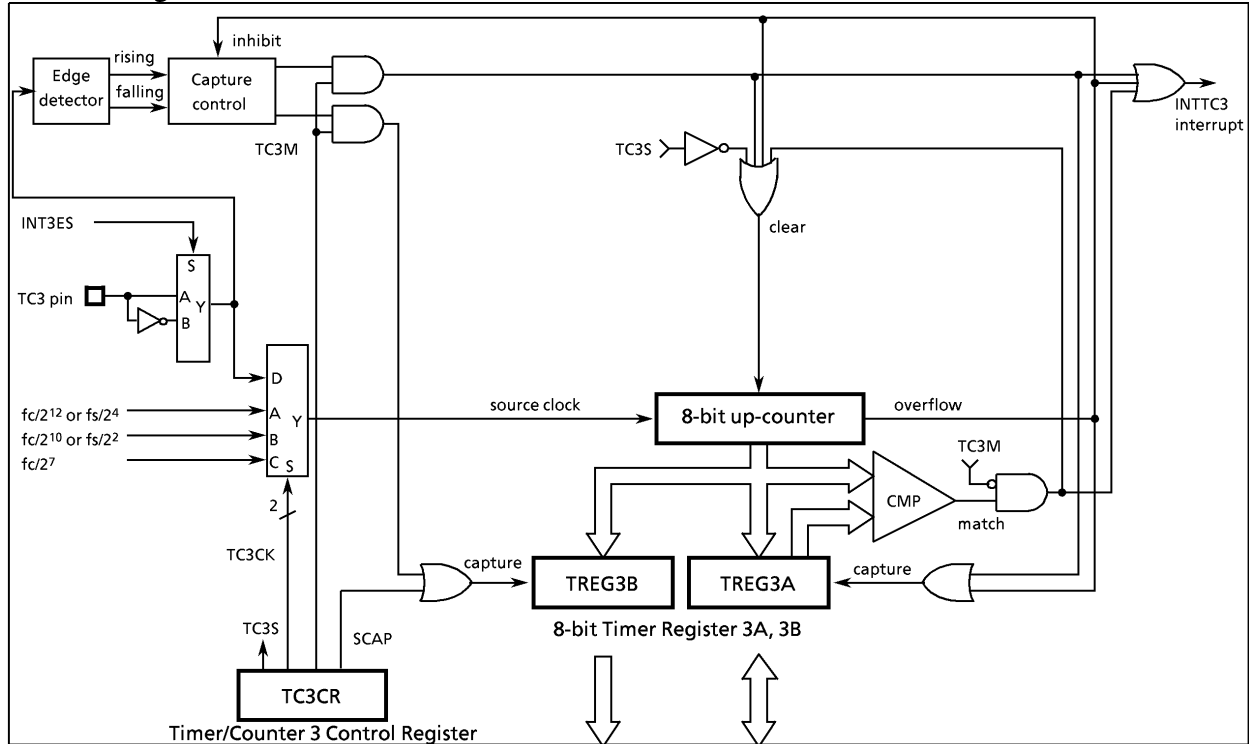 inhibit
rising
falling
Edge
detector
Capture
control
INTTC3
interrupt
TC3M
TC3S
clear
INT3ES
S
TC3 pin
A
Y
B
D
fc/2¹² or fs/2⁴
A
Y
source clock
8-bit up-counter
overflow
fc/2¹⁰ or fs/2²
B
fc/2⁷
C S
TC3M
2
CMP
match
TC3CK
capture
TREG3B
TREG3A
capture
8-bit Timer Register 3A, 3B
TC3S
SCAP
TC3CR
Timer/Counter 3 Control Register